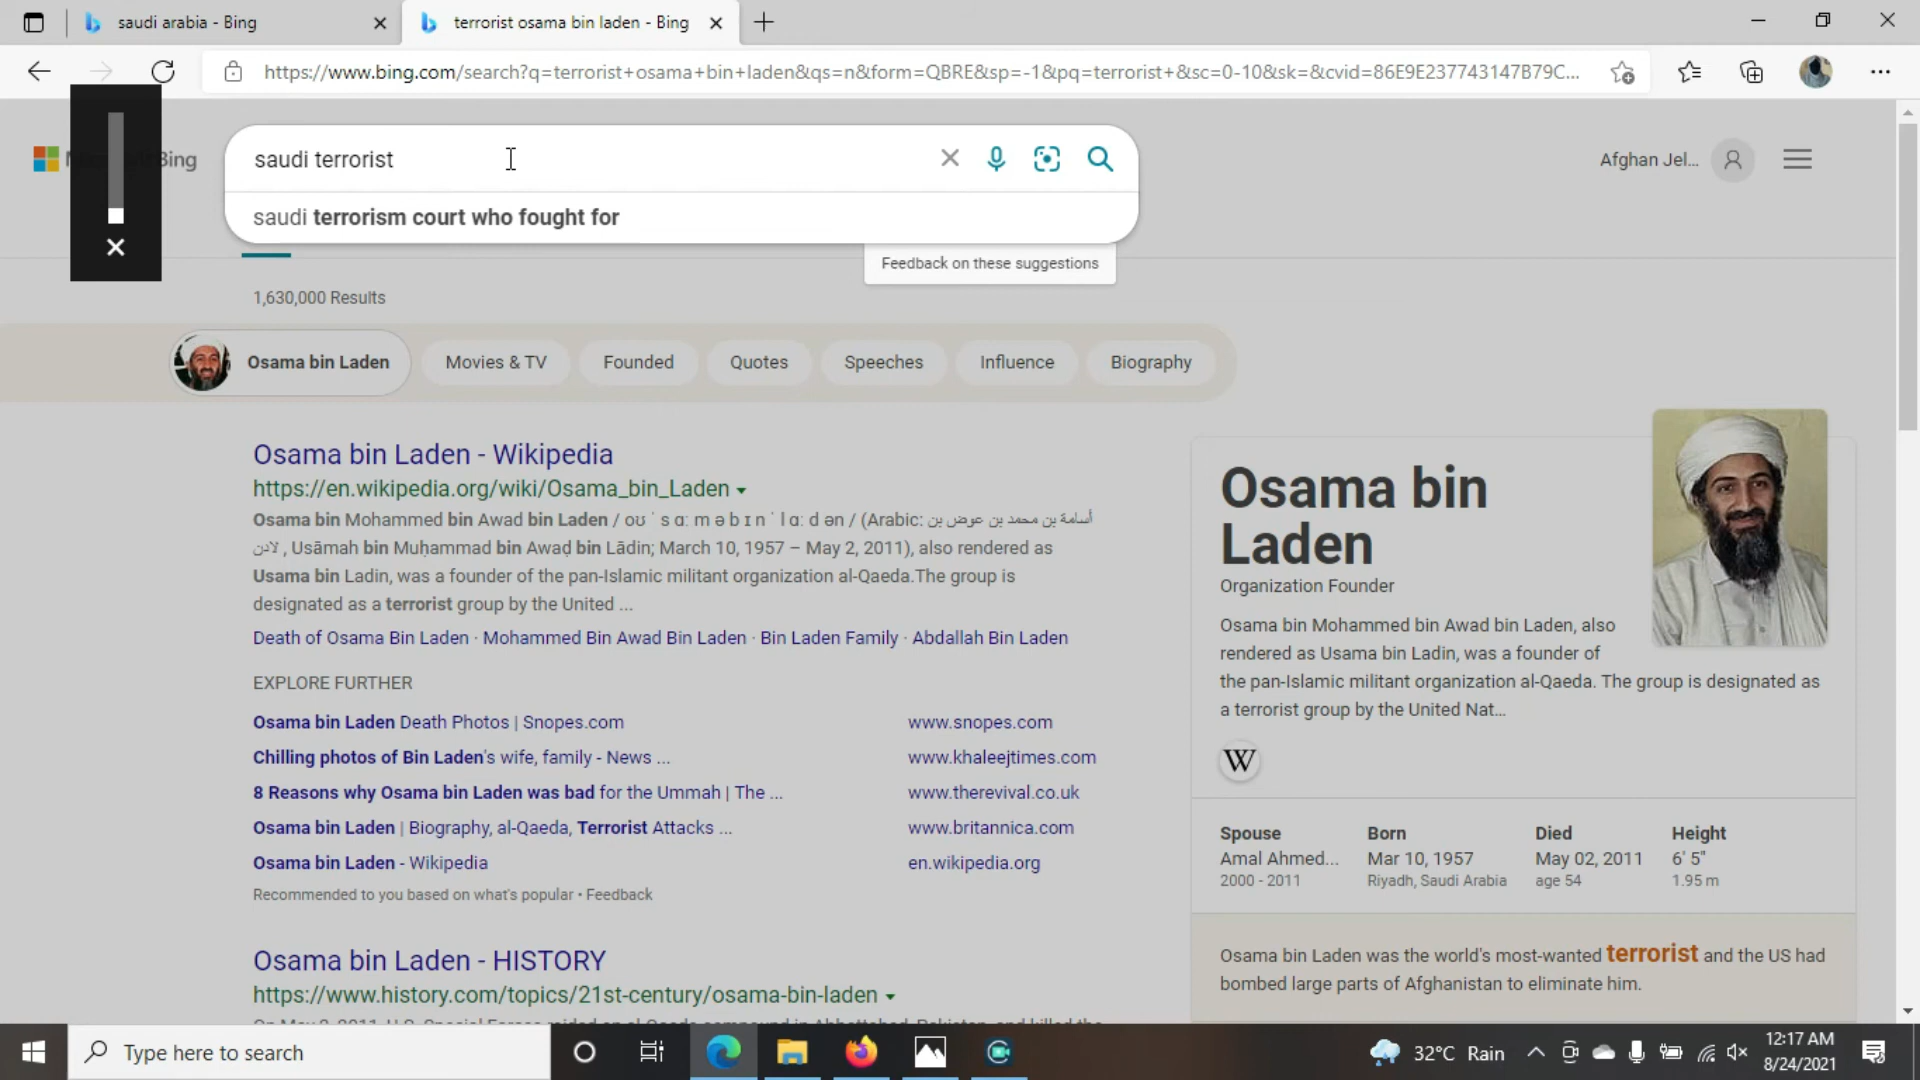 saudi arabia - Bing
terrorist osama bin laden - Bing
https://www.bing.com/search?q=terrorist+osama+bin+laden&qs=n&form=QBRE&sp=-1&pq=terrorist+&sc=0-10&sk=&cvid=86E9E237743147B79C...
Bing
saudi terrorist
Afghan Jel...
saudi terrorism court who fought for
Feedback on these suggestions
1,630,000 Results
Osama bin Laden
Movies & TV
Founded
Quotes
Speeches
Influence
Biography
Osama bin Laden - Wikipedia
https://en.wikipedia.org/wiki/Osama_bin_Laden
Osama bin Mohammed bin Awad bin Laden / oʊ ˈ s ɑː m ə b ɪ n ˈ l ɑː d ən / (Arabic: أسامة بن محمد بن عوض بن
لادن, Usāmah bin Muḥammad bin Awaḍ bin Lādin; March 10, 1957 – May 2, 2011), also rendered as
Usama bin Ladin, was a founder of the pan-Islamic militant organization al-Qaeda.The group is
designated as a terrorist group by the United ...
Death of Osama Bin Laden · Mohammed Bin Awad Bin Laden · Bin Laden Family · Abdallah Bin Laden
EXPLORE FURTHER
Osama bin Laden Death Photos | Snopes.com
www.snopes.com
Chilling photos of Bin Laden's wife, family - News ...
www.khaleejtimes.com
8 Reasons why Osama bin Laden was bad for the Ummah | The ...
www.therevival.co.uk
Osama bin Laden | Biography, al-Qaeda, Terrorist Attacks ...
www.britannica.com
Osama bin Laden - Wikipedia
en.wikipedia.org
Recommended to you based on what's popular • Feedback
Osama bin Laden - HISTORY
https://www.history.com/topics/21st-century/osama-bin-laden
Osama bin
Laden
Organization Founder
Osama bin Mohammed bin Awad bin Laden, also
rendered as Usama bin Ladin, was a founder of
the pan-Islamic militant organization al-Qaeda. The group is designated as
a terrorist group by the United Nat...
W
Spouse
Amal Ahmed...
2000 - 2011
Born
Mar 10, 1957
Riyadh, Saudi Arabia
Died
May 02, 2011
age 54
Height
6' 5"
1.95 m
Osama bin Laden was the world's most-wanted terrorist and the US had
bombed large parts of Afghanistan to eliminate him.
Type here to search
32°C Rain
12:17 AM
8/24/2021